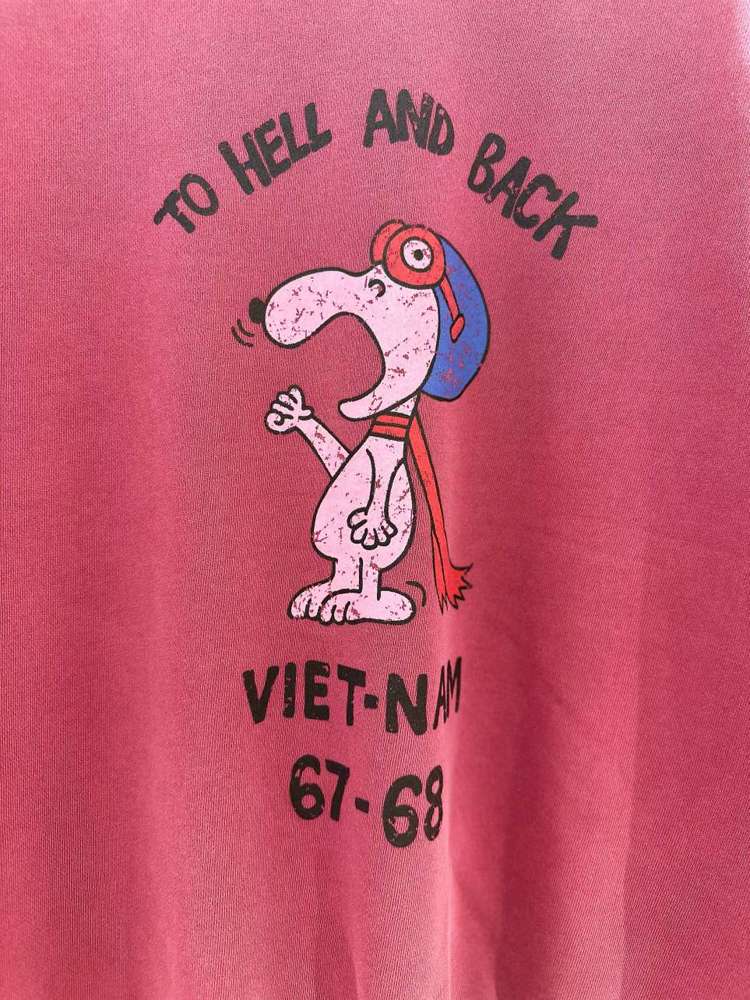 TO HELL AND BACK
VIET-NAM
67-68